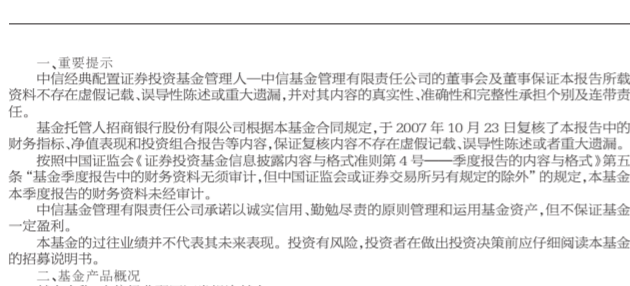 一、重要提示
中信经典配置证券投资基金管理人—中信基金管理有限责任公司的董事会及董事保证本报告所载
资料不存在虚假记载、误导性陈述或重大遗漏,并对其内容的真实性、准确性和完整性承担个别及连带责
任。
基金托管人招商银行股份有限公司根据本基金合同规定,于 2007 年 10 月 23 日复核了本报告中的
财务指标、净值表现和投资组合报告等内容,保证复核内容不存在虚假记载、误导性陈述或者重大遗漏。
按照中国证监会《证券投资基金信息披露内容与格式准则第 4 号——季度报告的内容与格式》第五
条“基金季度报告中的财务资料无须审计,但中国证监会或证券交易所另有规定的除外”的规定,本基金
本季度报告的财务资料未经审计。
中信基金管理有限责任公司承诺以诚实信用、勤勉尽责的原则管理和运用基金资产,但不保证基金
一定盈利。
本基金的过往业绩并不代表其未来表现。投资有风险,投资者在做出投资决策前应仔细阅读本基金
的招募说明书。
二、基金产品概况